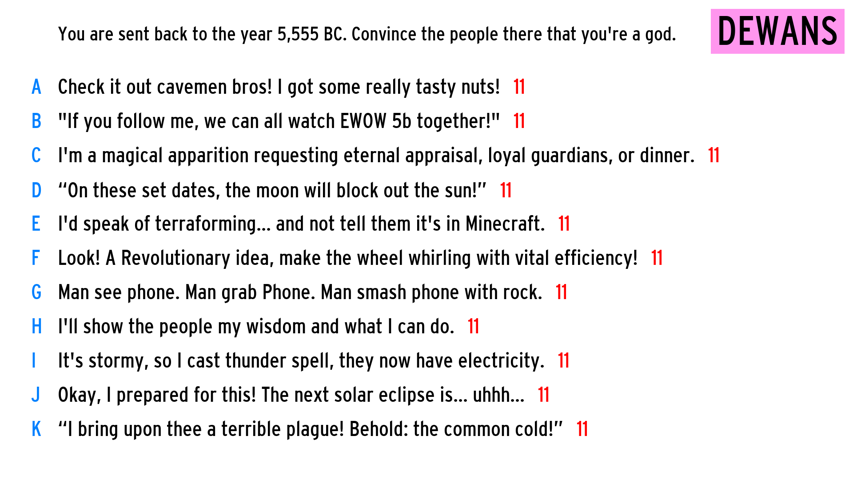 You are sent back to the year 5,555 BC. Convince the people there that you're a god.
DEWANS
A Check it out cavemen bros! I got some really tasty nuts! 11
B "If you follow me, we can all watch EWOW 5b together!" 11
C I'm a magical apparition requesting eternal appraisal, loyal guardians, or dinner. 11
D “On these set dates, the moon will block out the sun!” 11
E I'd speak of terraforming... and not tell them it's in Minecraft. 11
F Look! A Revolutionary idea, make the wheel whirling with vital efficiency! 11
G Man see phone. Man grab Phone. Man smash phone with rock. 11
H I'll show the people my wisdom and what I can do. 11
I It's stormy, so I cast thunder spell, they now have electricity. 11
J Okay, I prepared for this! The next solar eclipse is... uhhh... 11
K “I bring upon thee a terrible plague! Behold: the common cold!” 11